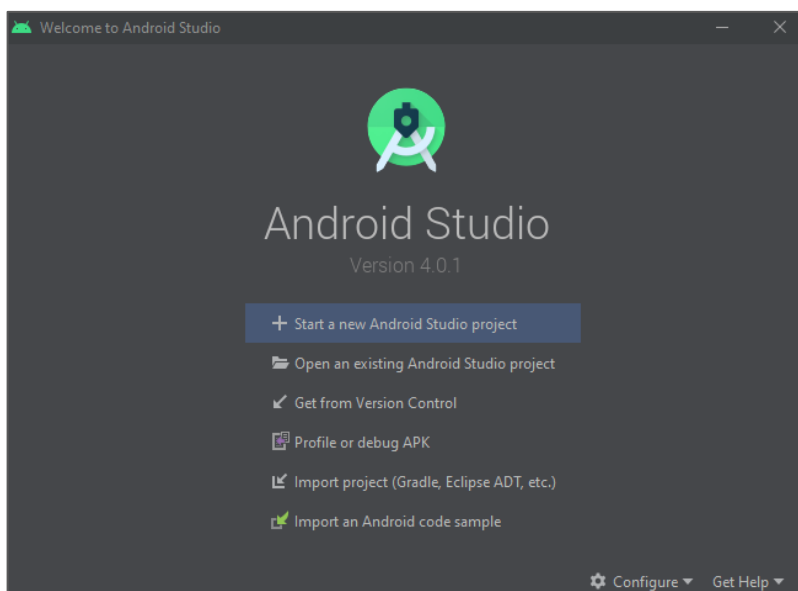 Welcome to Android Studio
Android Studio
Version 4.0.1
Start a new Android Studio project
Open an existing Android Studio project
Get from Version Control
Profile or debug APK
Import project (Gradle, Eclipse ADT, etc.)
Import an Android code sample
Configure Get Help